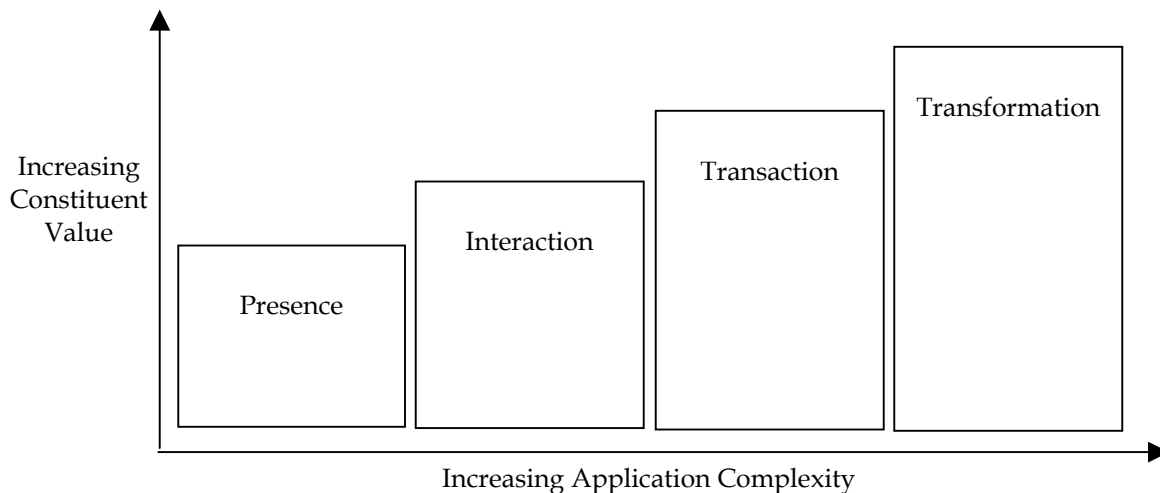 Transformation
Transaction
Increasing
Constituent
Value
Interaction
Presence
Increasing Application Complexity